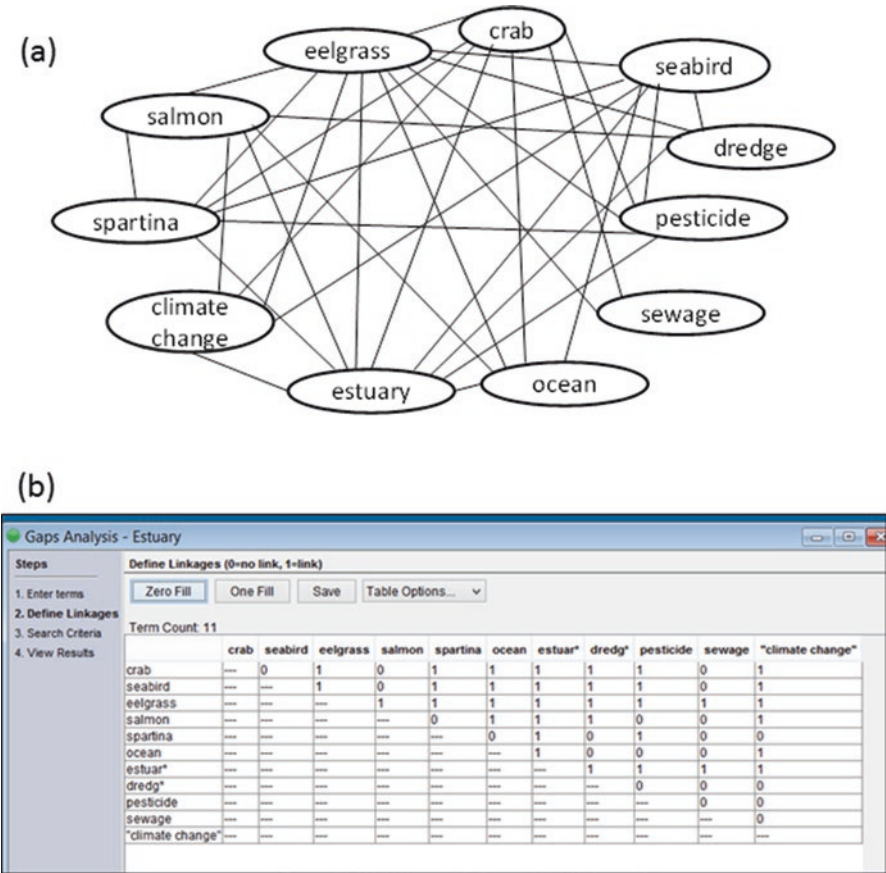 (a)
crab
eelgrass
seabird
salmon
dredge
spartina
pesticide
climate
change
sewage
estuary
ocean
(b)
Gaps Analysis - Estuary
Steps
1. Enter terms
2. Define Linkages
3. Search Criteria
4. View Results
Define Linkages (0=no link, 1=link)
Zero Fill One Fill Save Table Options...
Term Count: 11
crab seabird eelgrass salmon spartina ocean estuar* dredg* pesticide sewage "climate change"
crab --- 0 1 0 1 1 1 1 1 0 1
seabird --- --- 1 0 1 1 1 1 1 0 1
eelgrass --- --- --- 1 1 1 1 1 1 1 1
salmon --- --- --- --- 0 1 1 1 0 0 1
spartina --- --- --- --- --- 0 1 0 1 0 0
ocean --- --- --- --- --- --- 1 0 0 0 1
estuar* --- --- --- --- --- --- --- 1 1 1 1
dredg* --- --- --- --- --- --- --- --- 0 0 0
pesticide --- --- --- --- --- --- --- --- --- 0 0
sewage --- --- --- --- --- --- --- --- --- --- 0
"climate change" --- --- --- --- --- --- --- --- --- --- ---